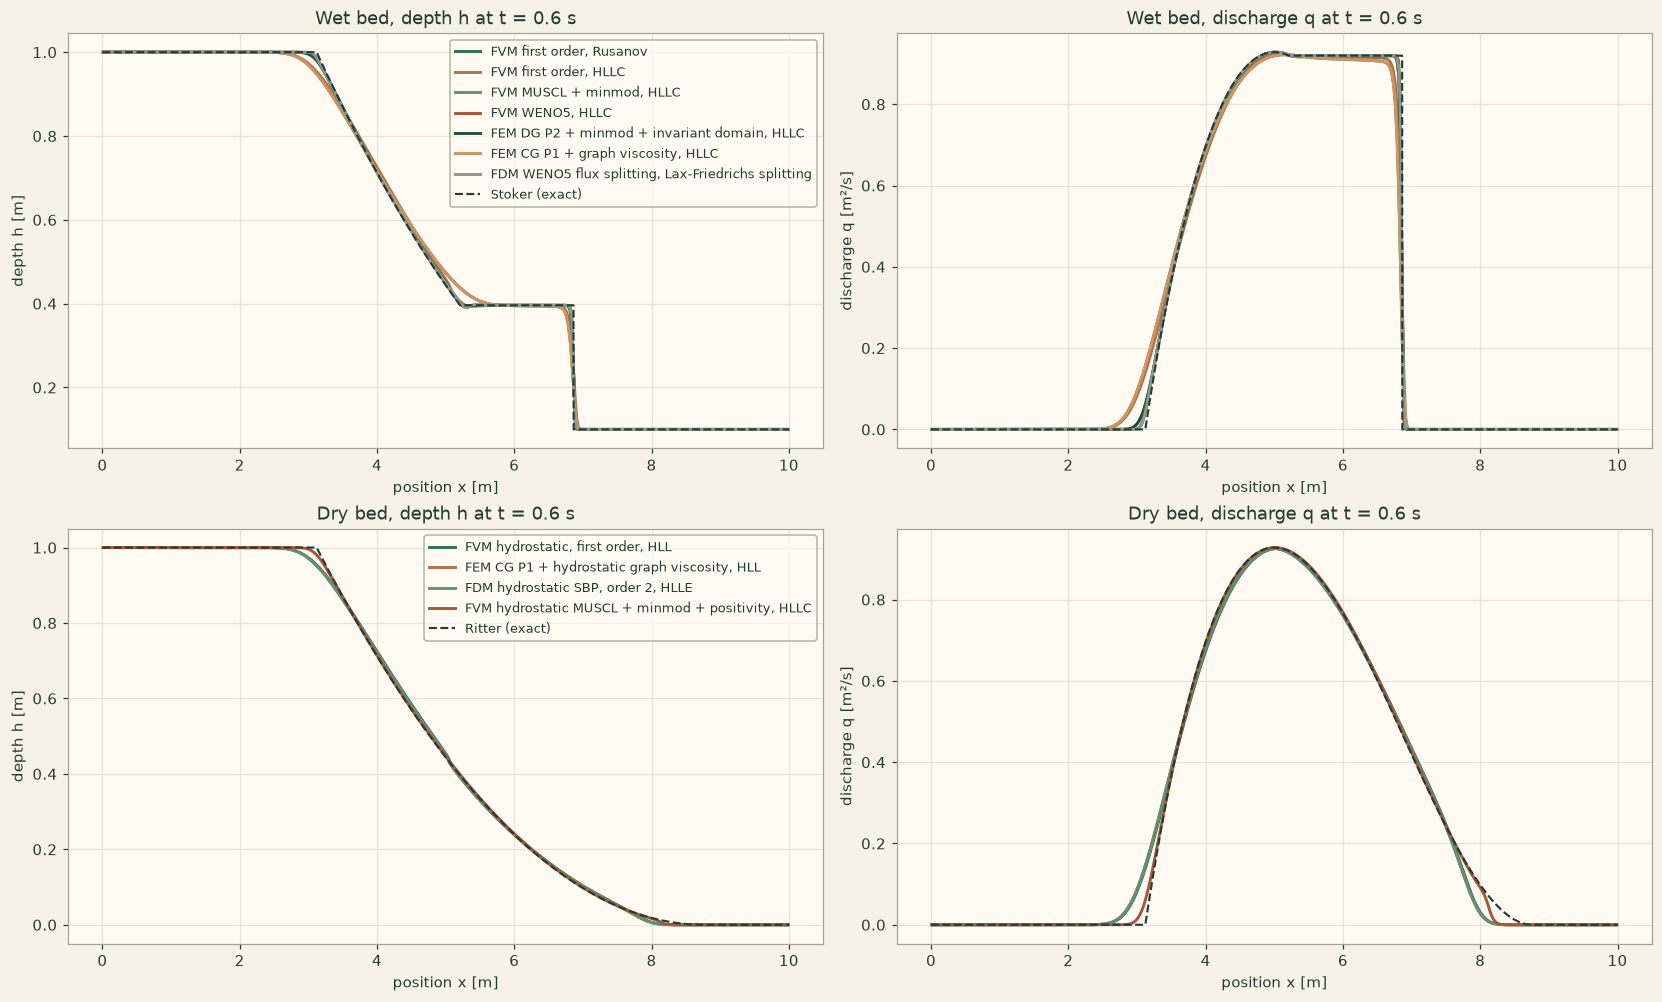 Wet bed, depth h at t = 0.6 s
1.0
0.8
0.6
0.4
0.2
depth h [m]
FVM first order, Rusanov
FVM first order, HLLC
FVM MUSCL + minmod, HLLC
FVM WENO5, HLLC
FEM DG P2 + minmod + invariant domain, HLLC
FEM CG P1 + graph viscosity, HLLC
FDM WENO5 flux splitting, Lax-Friedrichs splitting
Stoker (exact)
0 2 4 6 8 10
position x [m]
Wet bed, discharge q at t = 0.6 s
0.8
0.6
0.4
0.2
0.0
discharge q [m²/s]
0 2 4 6 8 10
position x [m]
Dry bed, depth h at t = 0.6 s
1.0
0.8
0.6
0.4
0.2
0.0
depth h [m]
FVM hydrostatic, first order, HLL
FEM CG P1 + hydrostatic graph viscosity, HLL
FDM hydrostatic SBP, order 2, HLLE
FVM hydrostatic MUSCL + minmod + positivity, HLLC
Ritter (exact)
0 2 4 6 8 10
position x [m]
Dry bed, discharge q at t = 0.6 s
0.8
0.6
0.4
0.2
0.0
discharge q [m²/s]
0 2 4 6 8 10
position x [m]